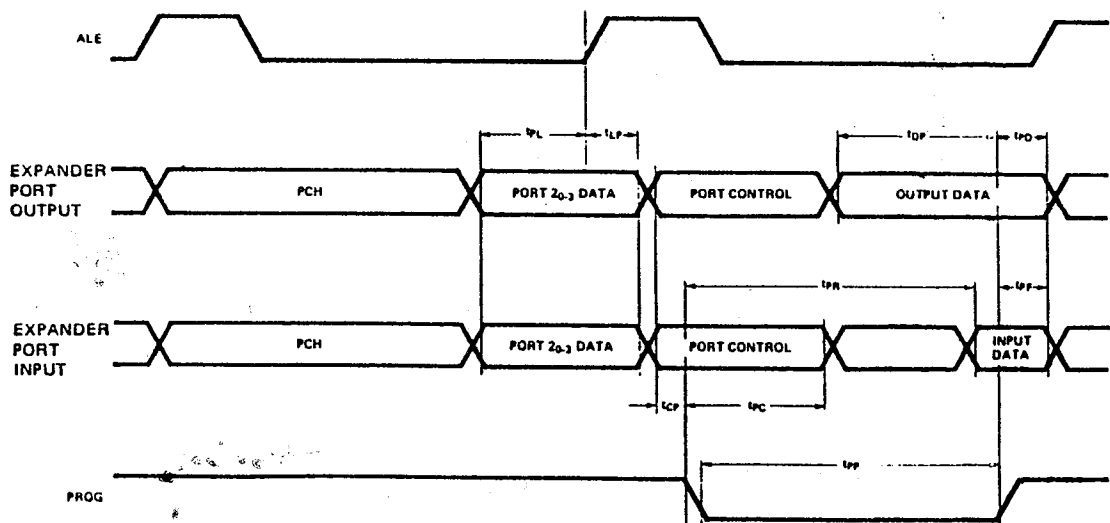 ALE
tPL
tLP
tDP
tPD
EXPANDER
PORT
OUTPUT
PCH
PORT 20-3 DATA
PORT CONTROL
OUTPUT DATA
tPR
tPF
EXPANDER
PORT
INPUT
PCH
PORT 20-3 DATA
PORT CONTROL
INPUT
DATA
tCP
tPC
tPP
PROG